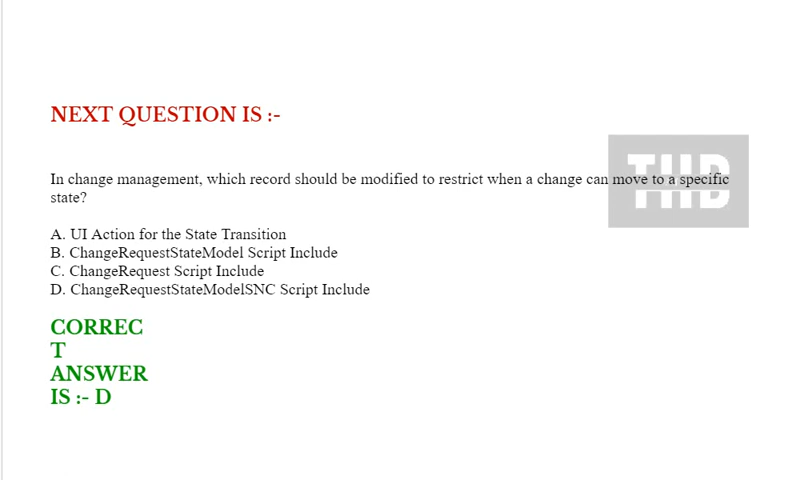 NEXT QUESTION IS :-
THB
In change management, which record should be modified to restrict when a change can move to a specific
state?
A. UI Action for the State Transition
B. ChangeRequestStateModel Script Include
C. ChangeRequest Script Include
D. ChangeRequestStateModelSNC Script Include
CORREC
T
ANSWER
IS :- D